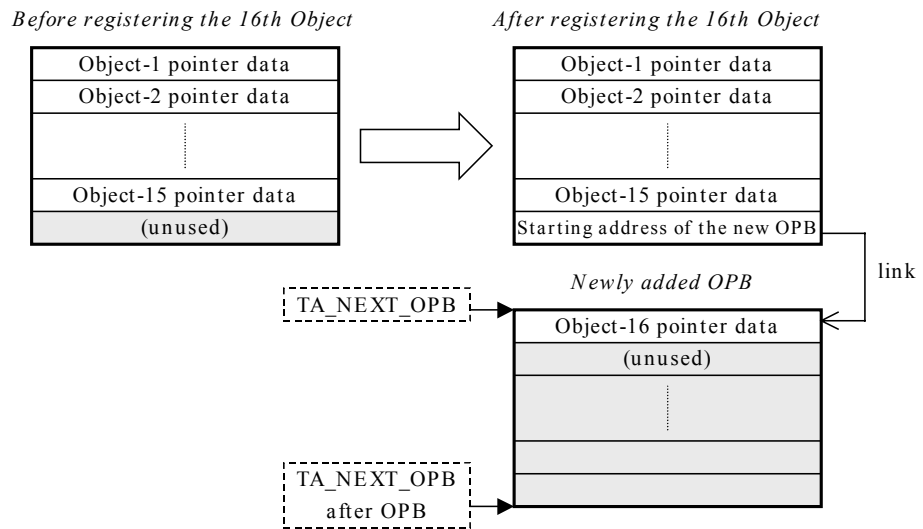 Before registering the 16th Object
After registering the 16th Object
Object-1 pointer data
Object-2 pointer data
Object-15 pointer data
(unused)
Object-1 pointer data
Object-2 pointer data
Object-15 pointer data
Starting address of the new OPB
link
Newly added OPB
TA_NEXT_OPB
Object-16 pointer data
(unused)
TA_NEXT_OPB
after OPB